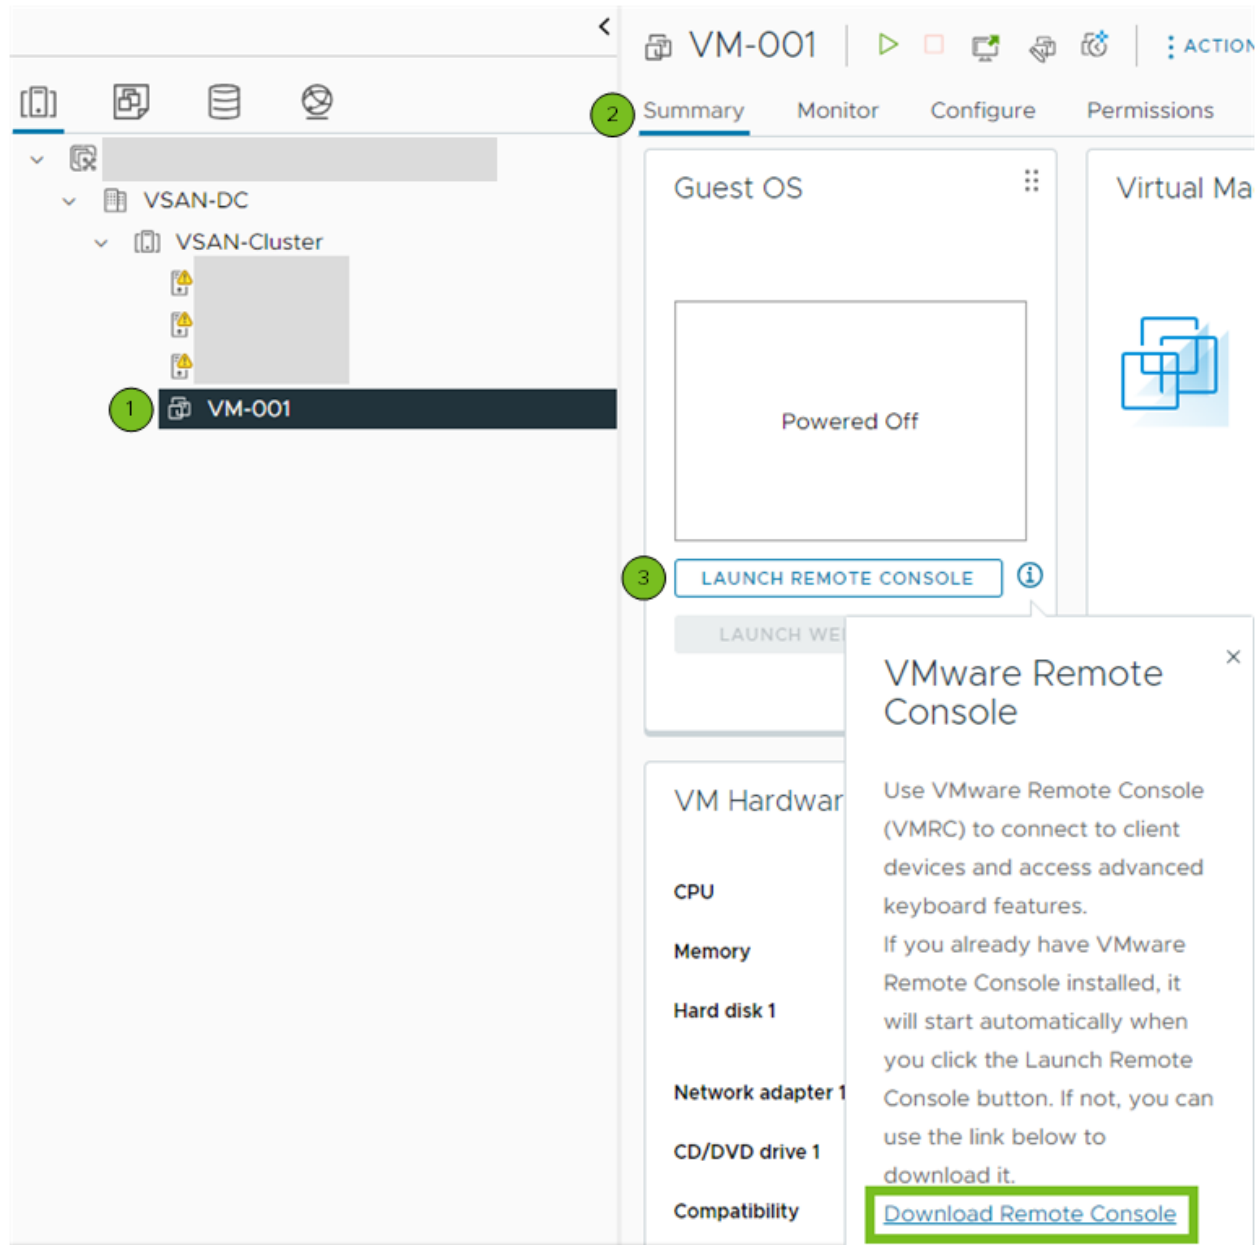 VM-001
ACTION
2
Summary
Monitor
Configure
Permissions
VSAN-DC
VSAN-Cluster
1
VM-001
Guest OS
Virtual Ma
Powered Off
3
LAUNCH REMOTE CONSOLE
LAUNCH WE
VMware Remote
Console
Use VMware Remote Console
(VMRC) to connect to client
devices and access advanced
keyboard features.
If you already have VMware
Remote Console installed, it
will start automatically when
you click the Launch Remote
Console button. If not, you can
use the link below to
download it.
Download Remote Console
VM Hardwar
CPU
Memory
Hard disk 1
Network adapter 1
CD/DVD drive 1
Compatibility